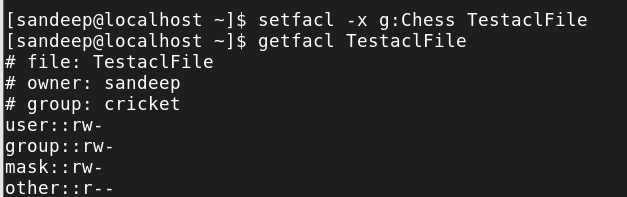 [sandeep@localhost ~]$ setfacl -x g:Chess TestaclFile
[sandeep@localhost ~]$ getfacl TestaclFile
# file: TestaclFile
# owner: sandeep
# group: cricket
user::rw-
group::rw-
mask::rw-
other::r--